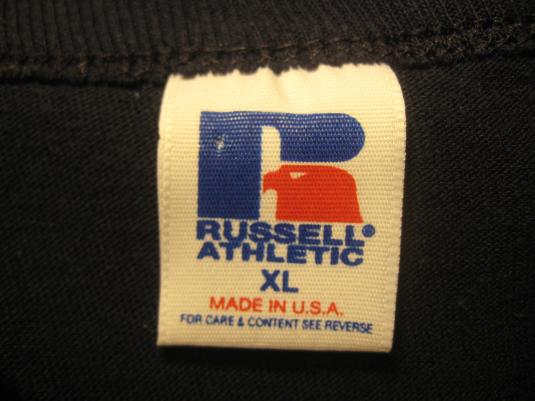 RUSSELL®
ATHLETIC
XL
MADE IN U.S.A.
FOR CARE & CONTENT SEE REVERSE